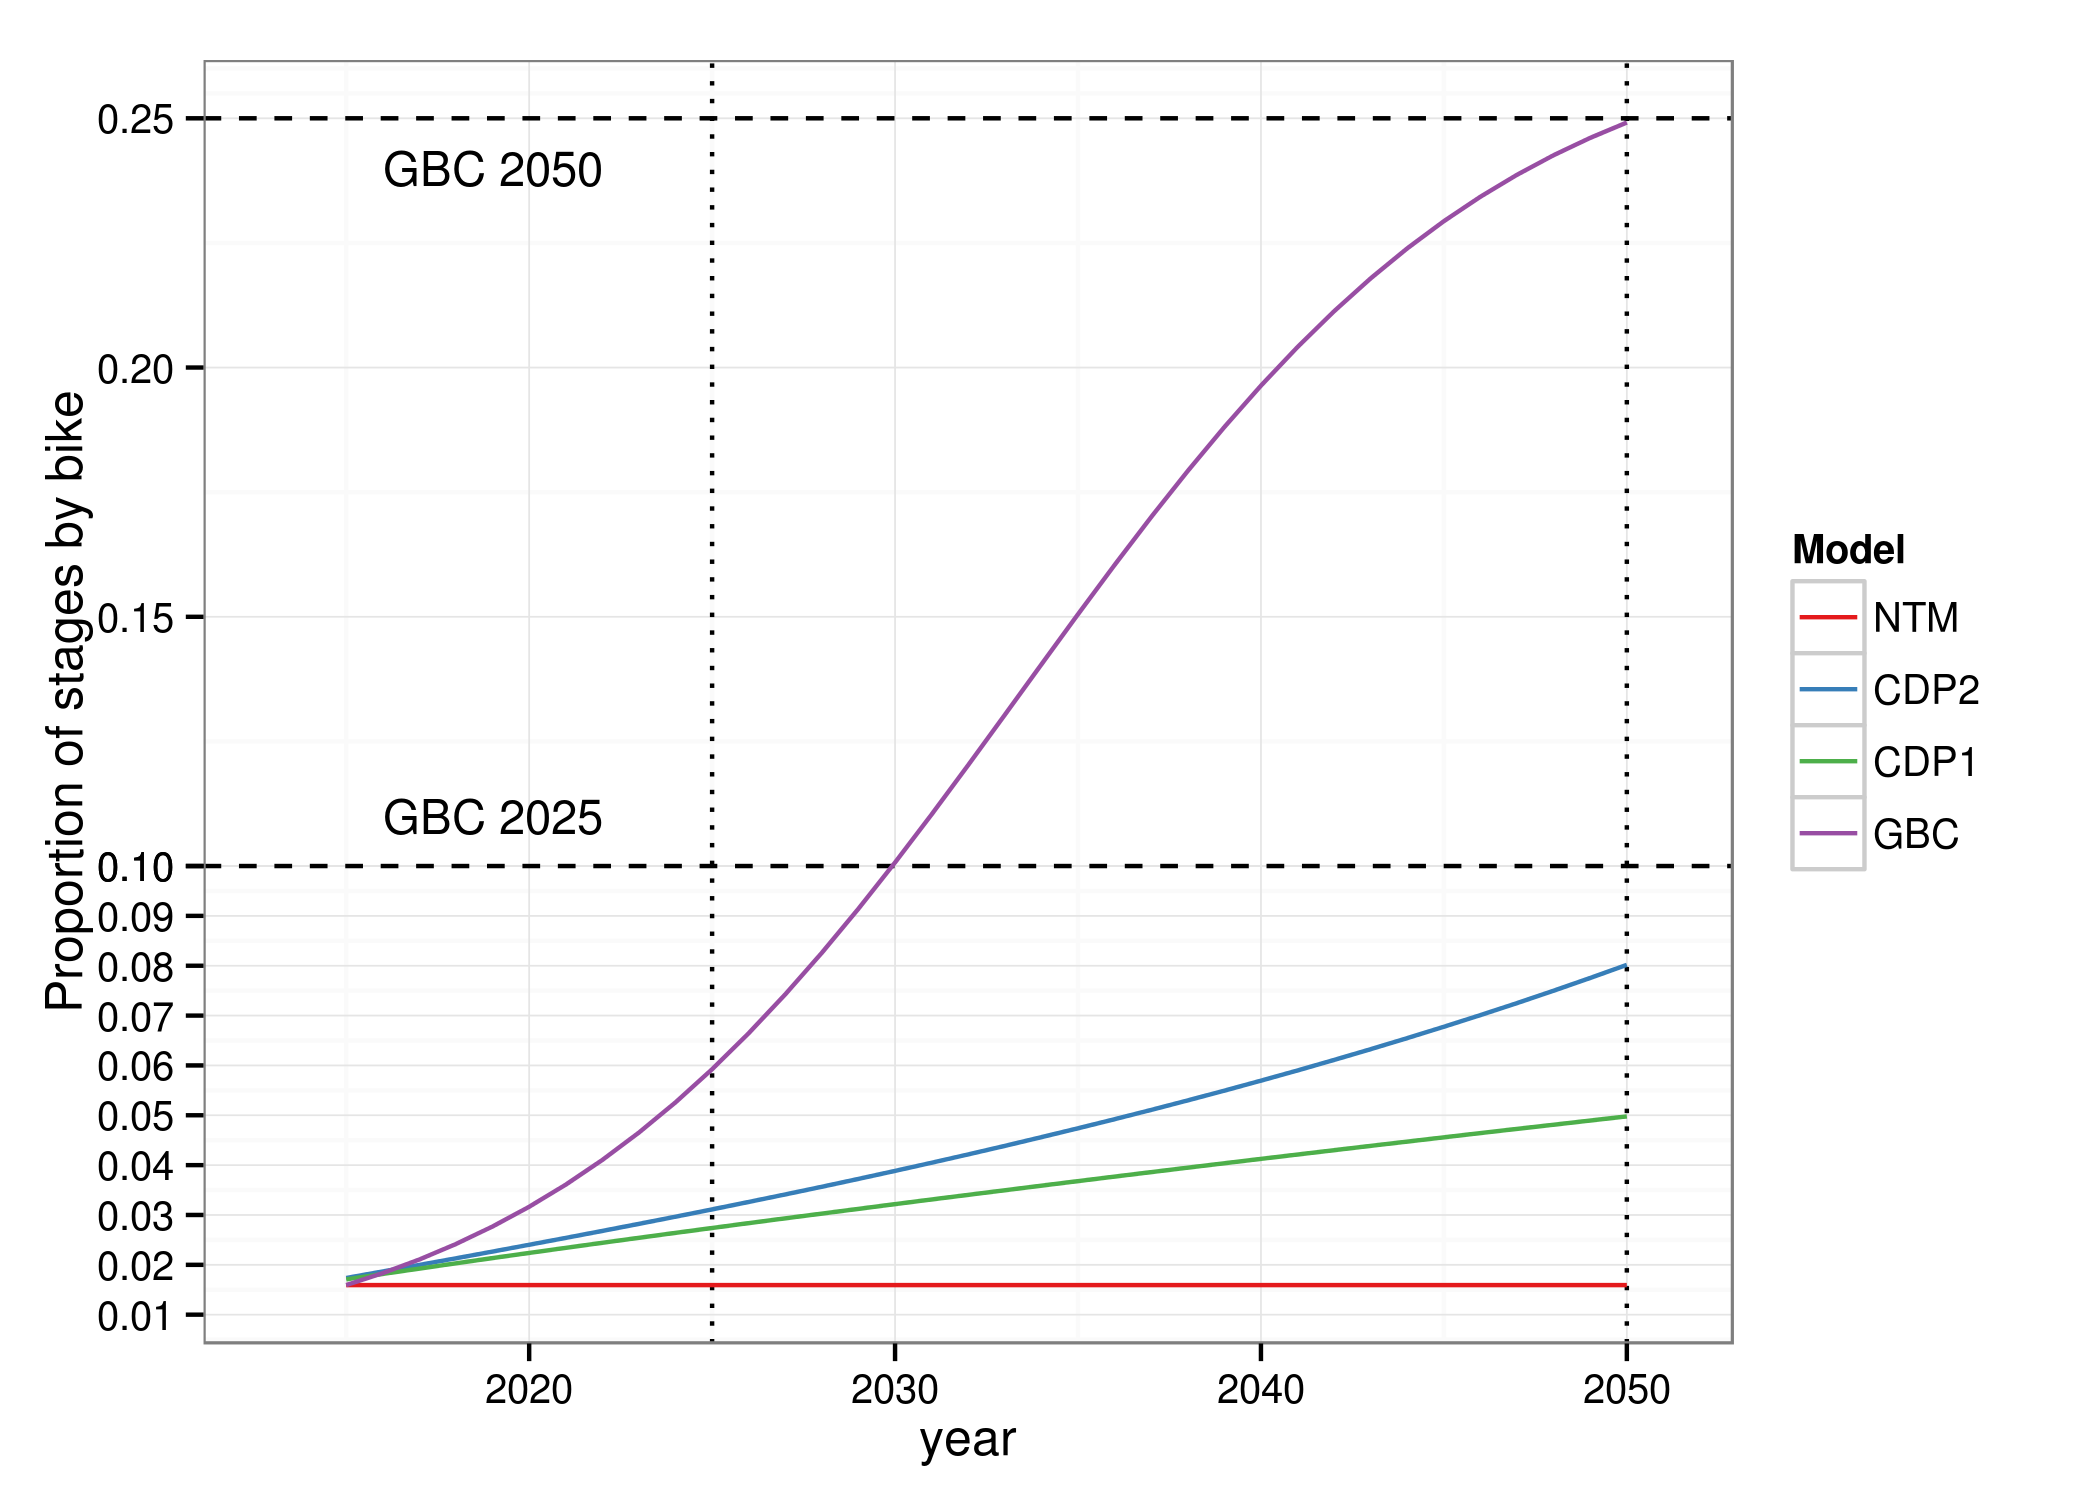 Proportion of stages by bike
0.25
0.20
0.15
0.10
0.09
0.08
0.07
0.06
0.05
0.04
0.03
0.02
0.01
GBC 2050
GBC 2025
2020 2030 2040 2050
year
Model
NTM
CDP2
CDP1
GBC